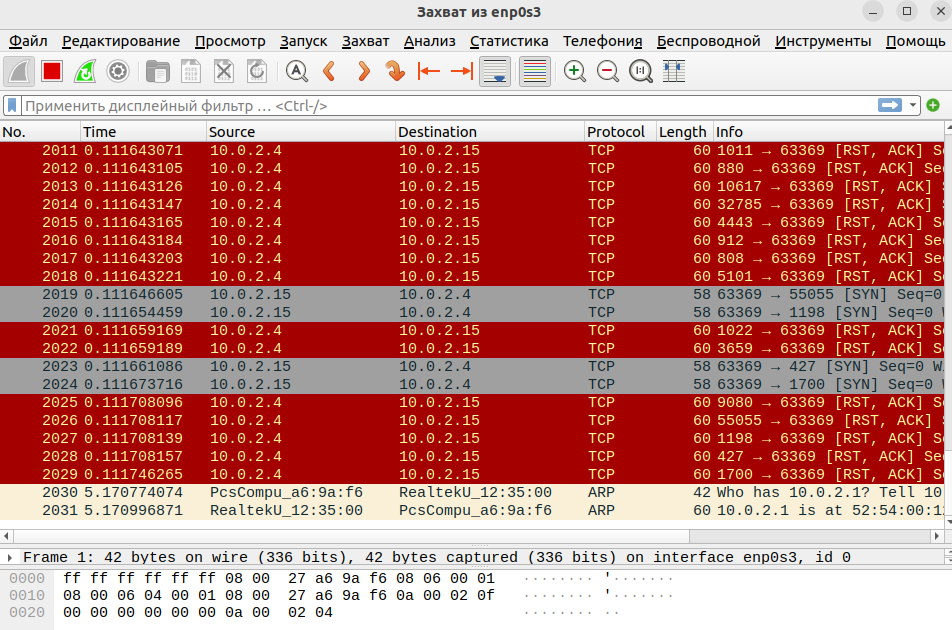 Захват из enp0s3
Файл Редактирование Просмотр Запуск Захват Анализ Статистика Телефония Беспроводной Инструменты Помощь
Применить дисплейный фильтр … <Ctrl-/>
No. Time Source Destination Protocol Length Info
2011 0.111643071 10.0.2.4 10.0.2.15 TCP 60 1011 → 63369 [RST, ACK] Se
2012 0.111643105 10.0.2.4 10.0.2.15 TCP 60 880 → 63369 [RST, ACK] Seq
2013 0.111643126 10.0.2.4 10.0.2.15 TCP 60 10617 → 63369 [RST, ACK] S
2014 0.111643147 10.0.2.4 10.0.2.15 TCP 60 32785 → 63369 [RST, ACK] S
2015 0.111643165 10.0.2.4 10.0.2.15 TCP 60 4443 → 63369 [RST, ACK] Se
2016 0.111643184 10.0.2.4 10.0.2.15 TCP 60 912 → 63369 [RST, ACK] Seq
2017 0.111643203 10.0.2.4 10.0.2.15 TCP 60 808 → 63369 [RST, ACK] Seq
2018 0.111643221 10.0.2.4 10.0.2.15 TCP 60 5101 → 63369 [RST, ACK] Se
2019 0.111646605 10.0.2.15 10.0.2.4 TCP 58 63369 → 55055 [SYN] Seq=0
2020 0.111654459 10.0.2.15 10.0.2.4 TCP 58 63369 → 1198 [SYN] Seq=0 W
2021 0.111659169 10.0.2.4 10.0.2.15 TCP 60 1022 → 63369 [RST, ACK] Se
2022 0.111659189 10.0.2.4 10.0.2.15 TCP 60 3659 → 63369 [RST, ACK] Se
2023 0.111661086 10.0.2.15 10.0.2.4 TCP 58 63369 → 427 [SYN] Seq=0 W
2024 0.111673716 10.0.2.15 10.0.2.4 TCP 58 63369 → 1700 [SYN] Seq=0 W
2025 0.111708096 10.0.2.4 10.0.2.15 TCP 60 9080 → 63369 [RST, ACK] Se
2026 0.111708117 10.0.2.4 10.0.2.15 TCP 60 55055 → 63369 [RST, ACK] S
2027 0.111708139 10.0.2.4 10.0.2.15 TCP 60 1198 → 63369 [RST, ACK] Se
2028 0.111708157 10.0.2.4 10.0.2.15 TCP 60 427 → 63369 [RST, ACK] Seq
2029 0.111746265 10.0.2.4 10.0.2.15 TCP 60 1700 → 63369 [RST, ACK] Se
2030 5.170774074 PcsCompu_a6:9a:f6 RealtekU_12:35:00 ARP 42 Who has 10.0.2.1? Tell 10
2031 5.170996871 RealtekU_12:35:00 PcsCompu_a6:9a:f6 ARP 60 10.0.2.1 is at 52:54:00:1
Frame 1: 42 bytes on wire (336 bits), 42 bytes captured (336 bits) on interface enp0s3, id 0
0000 ff ff ff ff ff ff 08 00 27 a6 9a f6 08 06 00 01 ········ '·······
0010 08 00 06 04 00 01 08 00 27 a6 9a f6 0a 00 02 0f ········ '·······
0020 00 00 00 00 00 00 0a 00 02 04 ········ ··